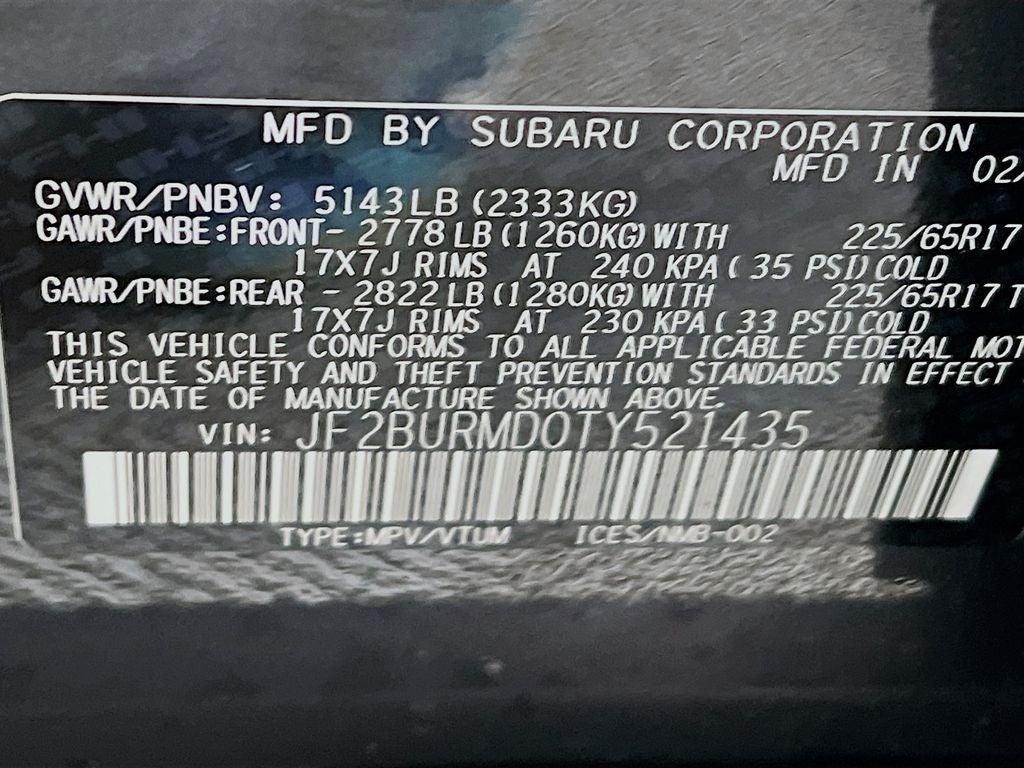 MFD BY SUBARU CORPORATION
MFD IN 02/
GVWR/PNBV: 5143LB (2333KG)
GAWR/PNBE:FRONT- 2778 LB (1260KG) WITH 225/65R17
17X7J RIMS AT 240 KPA ( 35 PSI) COLD
GAWR/PNBE:REAR - 2822 LB (1280KG) WITH 225/65R17 T
17X7J RIMS AT 230 KPA ( 33 PSI) COLD
THIS VEHICLE CONFORMS TO ALL APPLICABLE FEDERAL MOT
VEHICLE SAFETY AND THEFT PREVENTION STANDARDS IN EFFECT
THE DATE OF MANUFACTURE SHOWN ABOVE.
VIN: JF2BURMD0TY521435
TYPE:MPV/VTUM ICES/NMB-002